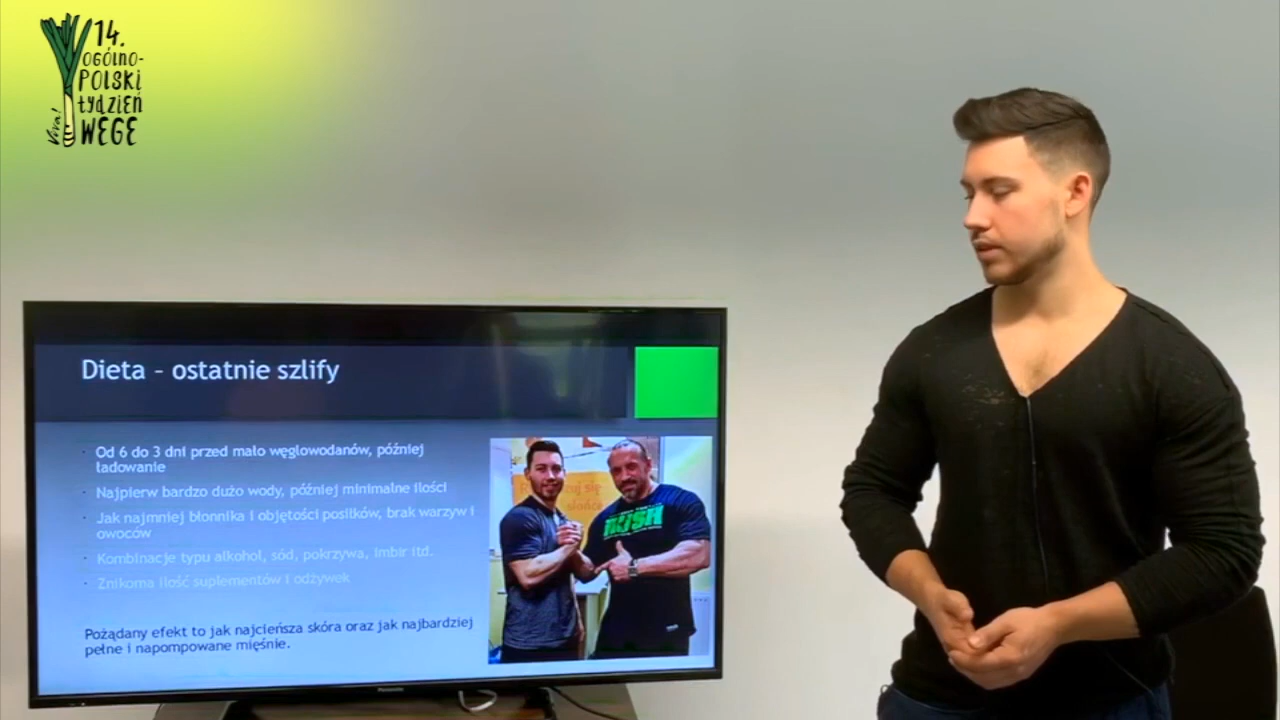 14.
OGÓLNO-
POLSKI
tydzień
WEGE
Viva!
Dieta – ostatnie szlify
Od 6 do 3 dni przed mało węglowodanów, później
ładowanie
Najpierw bardzo dużo wody, później minimalne ilości
Jak najmniej błonnika i objętości posiłków, brak warzyw i
owoców
Kombinacje typu alkohol, sód, pokrzywa, imbir itd.
Znikoma ilość suplementów i odżywek
Pożądany efekt to jak najcieńsza skóra oraz jak najbardziej
pełne i napompowane mięśnie.
Panasonic